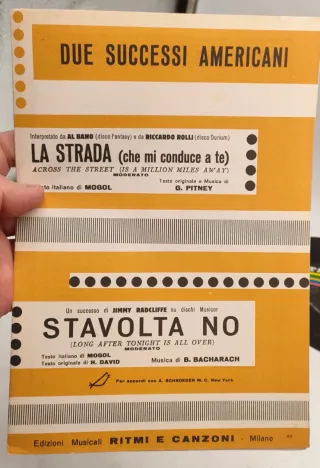 DUE SUCCESSI AMERICANI
Interpretato da AL BANO (disco Fantasy) e da RICCARDO ROLLI (disco Durium)
LA STRADA (che mi conduce a te)
ACROSS THE STREET (IS A MILLION MILES AWAY)
MODERATO
Testo originale e Musica di
Italiano di MOGOL
G. PITNEY
Un successo di JIMMY RADCLIFFE su dischi Musicor
STAVOLTA NO
(LONG AFTER TONIGHT IS ALL OVER)
MODERATO
Testo italiano di MOGOL
Testo originale di H. DAVID
Musica di B. BACHARACH
Per accordi con A. SCHROEDER M. C. New York
Edizioni Musicali RITMI E CANZONI - Milano